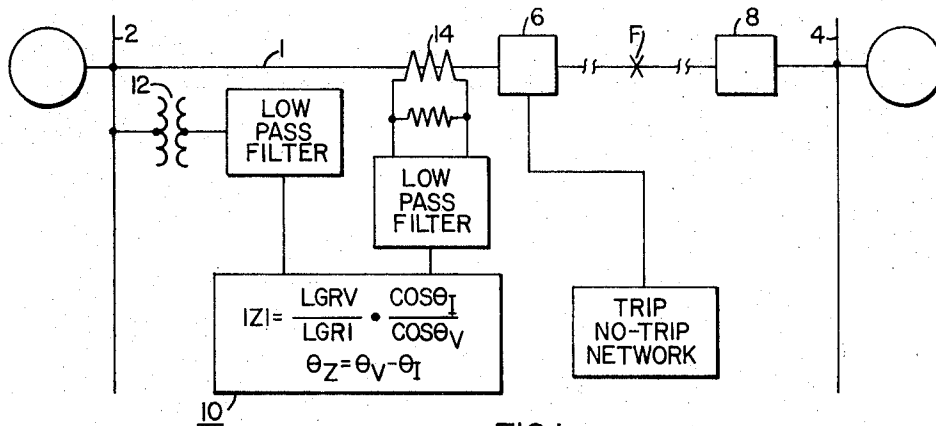 2
1
14
6
F
8
4
12
LOW
PASS
FILTER
LOW
PASS
FILTER
|Z|= LGRV/LGRI • COSθI/COSθV
θZ=θV-θI
TRIP
NO-TRIP
NETWORK
10